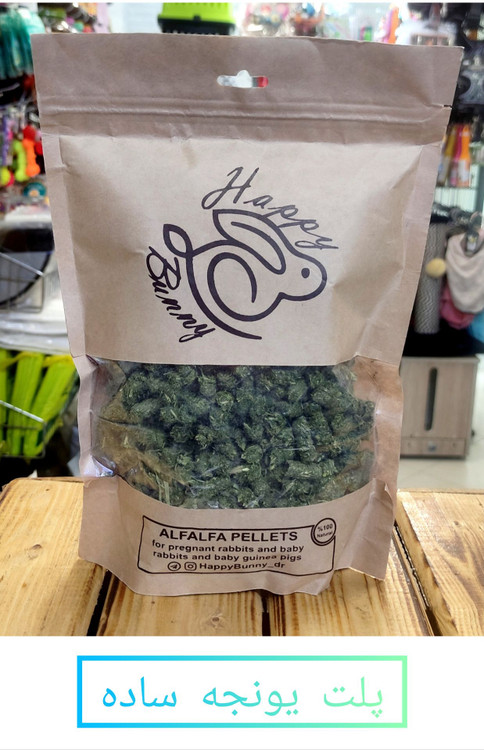 Happy
Bunny
ALFALFA PELLETS
for pregnant rabbits and baby
rabbits and baby guinea pigs
HappyBunny_dr
%100
Natural
پلت یونجه ساده